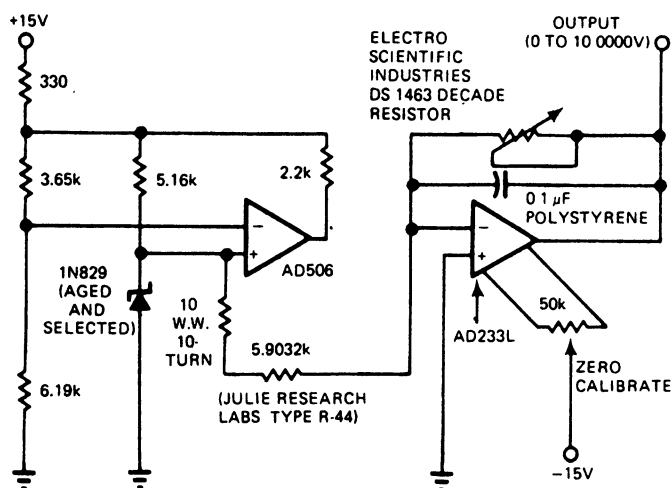 +15V
330
3.65k
5.16k
2.2k
1N829
(AGED
AND
SELECTED)
6.19k
−
+
AD506
10
W.W.
10-
TURN
5.9032k
(JULIE RESEARCH
LABS TYPE R-44)
ELECTRO
SCIENTIFIC
INDUSTRIES
DS 1463 DECADE
RESISTOR
OUTPUT
(0 TO 10 0000V)
0 1 µF
POLYSTYRENE
−
+
AD233L
50k
ZERO
CALIBRATE
−15V